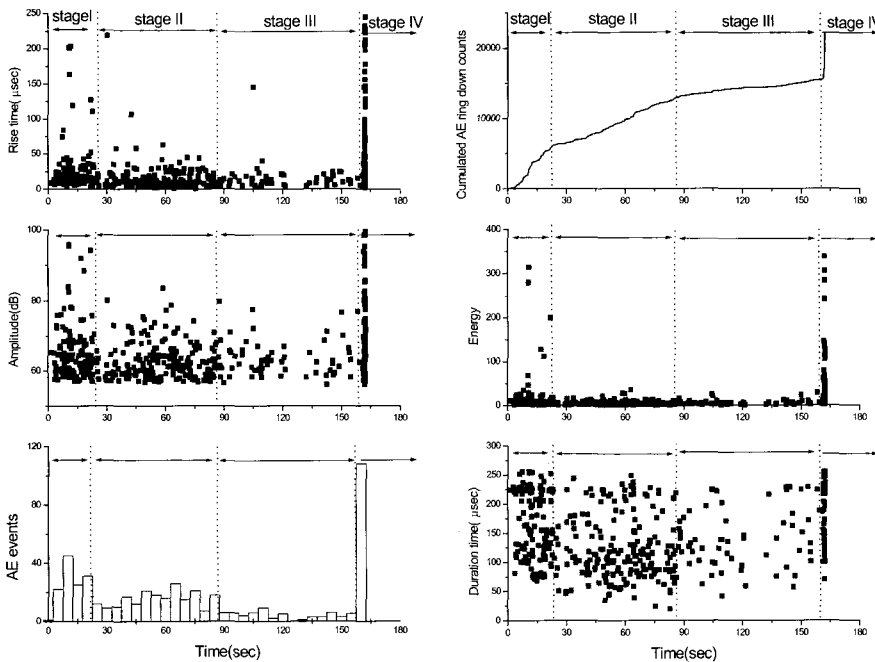 stageI stage II stage III stage IV
250
200
150
100
50
0
Rise time( μsec)
0 30 60 90 120 150 180
100
80
60
40
Amplitude(dB)
0 30 60 90 120 150 180
120
80
40
0
AE events
0 30 60 90 120 150 180
Time(sec)
stageI stage II stage III stage IV
20000
10000
0
Cumulated AE ring down counts
0 30 60 90 120 150 180
400
300
200
100
0
Energy
0 30 60 90 120 150 180
300
250
200
150
100
50
0
Duration time( μsec)
0 30 60 90 120 150 180
Time(sec)